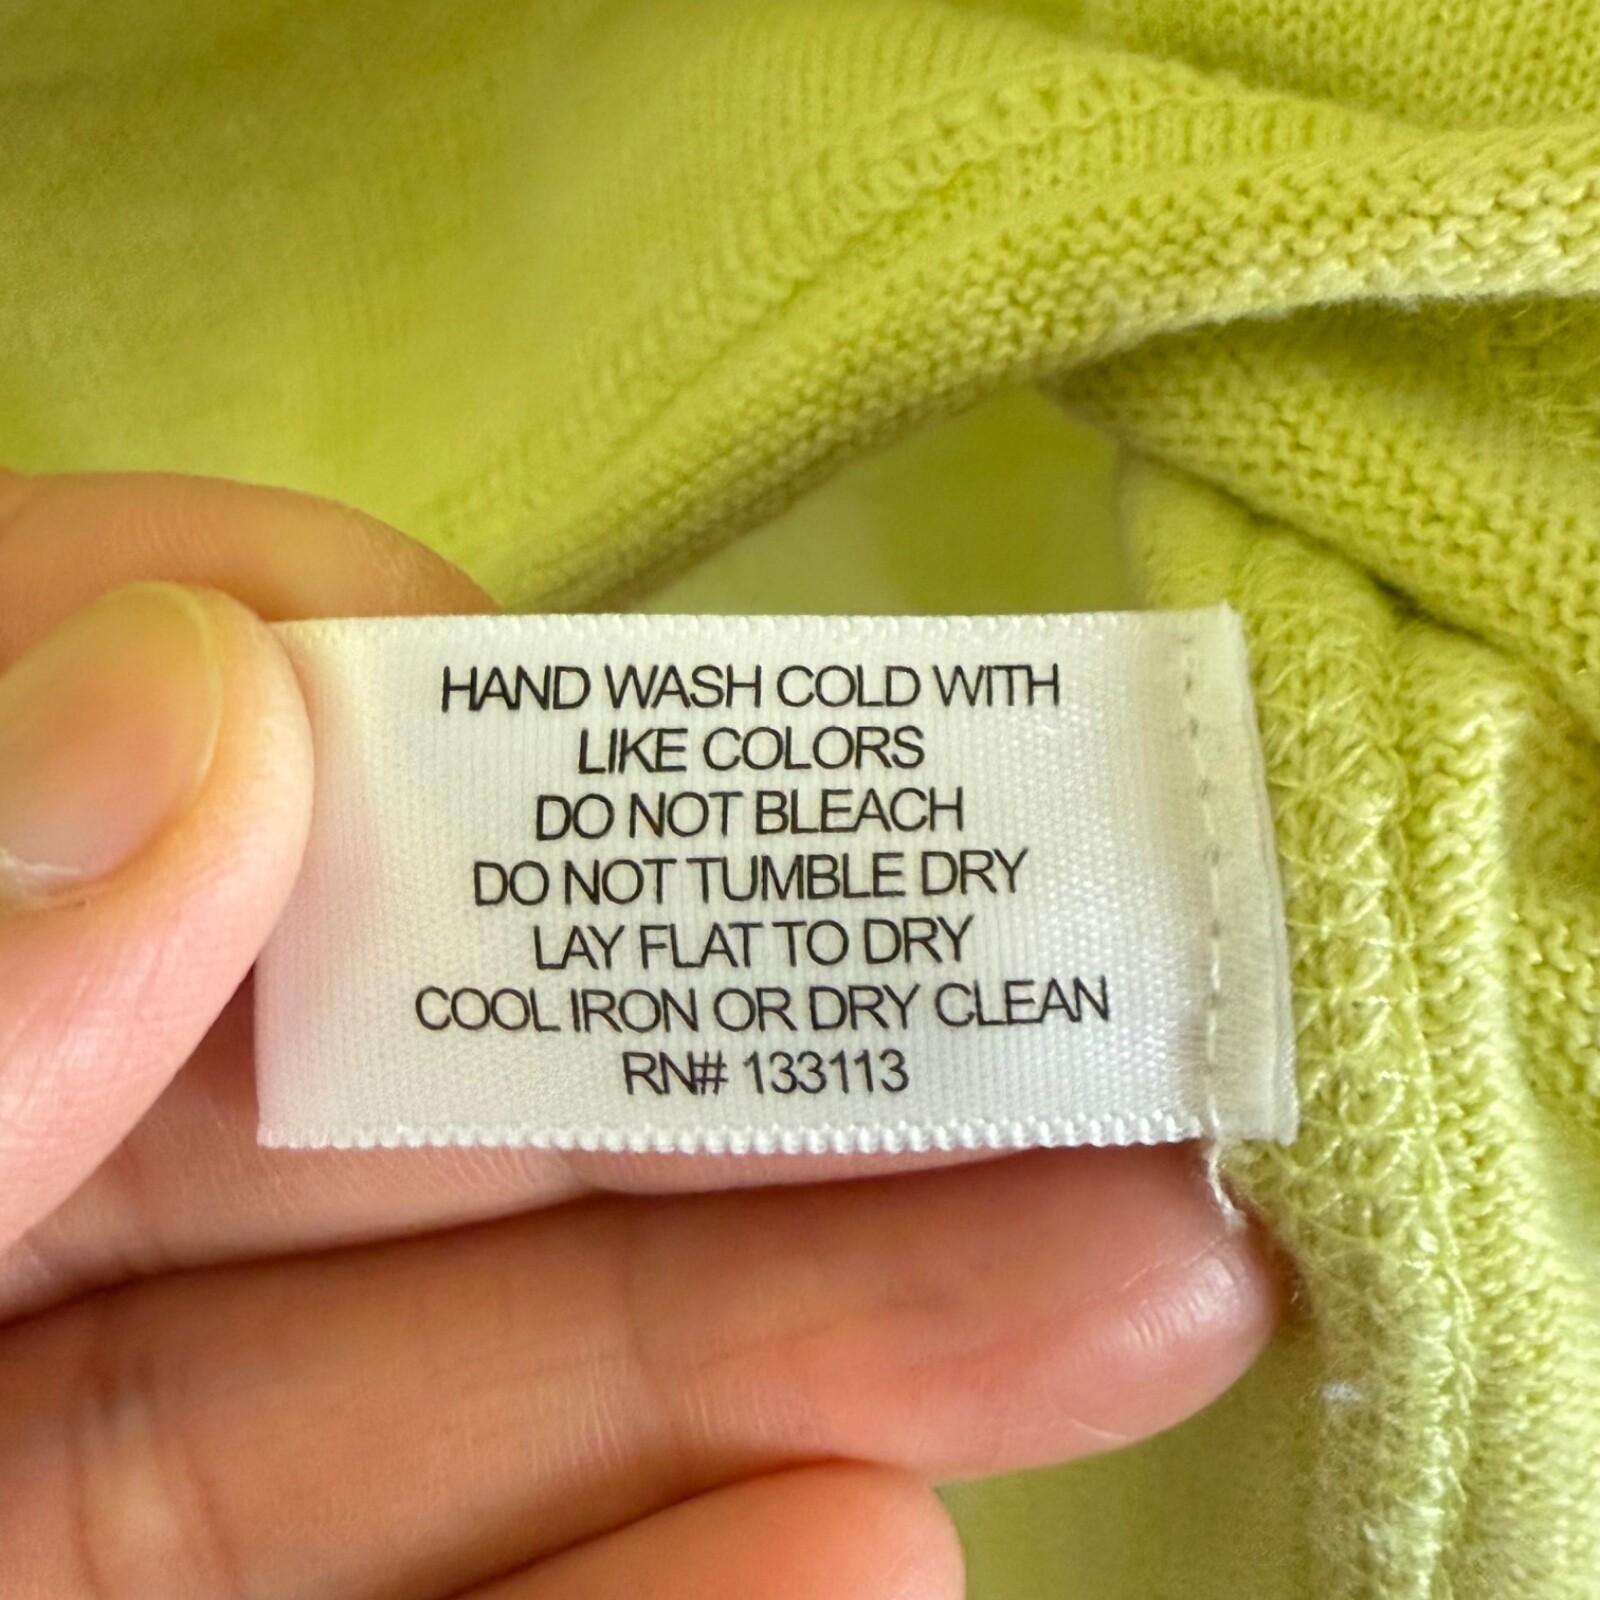 HAND WASH COLD WITH
LIKE COLORS
DO NOT BLEACH
DO NOT TUMBLE DRY
LAY FLAT TO DRY
COOL IRON OR DRY CLEAN
RN# 133113